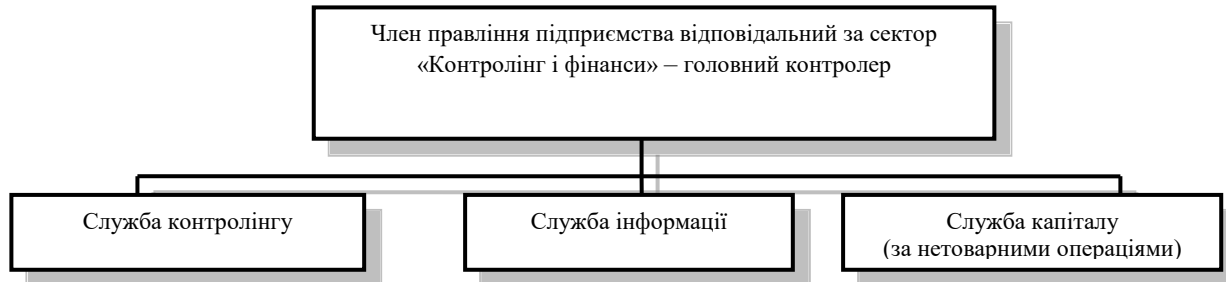 Член правління підприємства відповідальний за сектор
«Контролінг і фінанси» – головний контролер
Служба контролінгу
Служба інформації
Служба капіталу
(за нетоварними операціями)